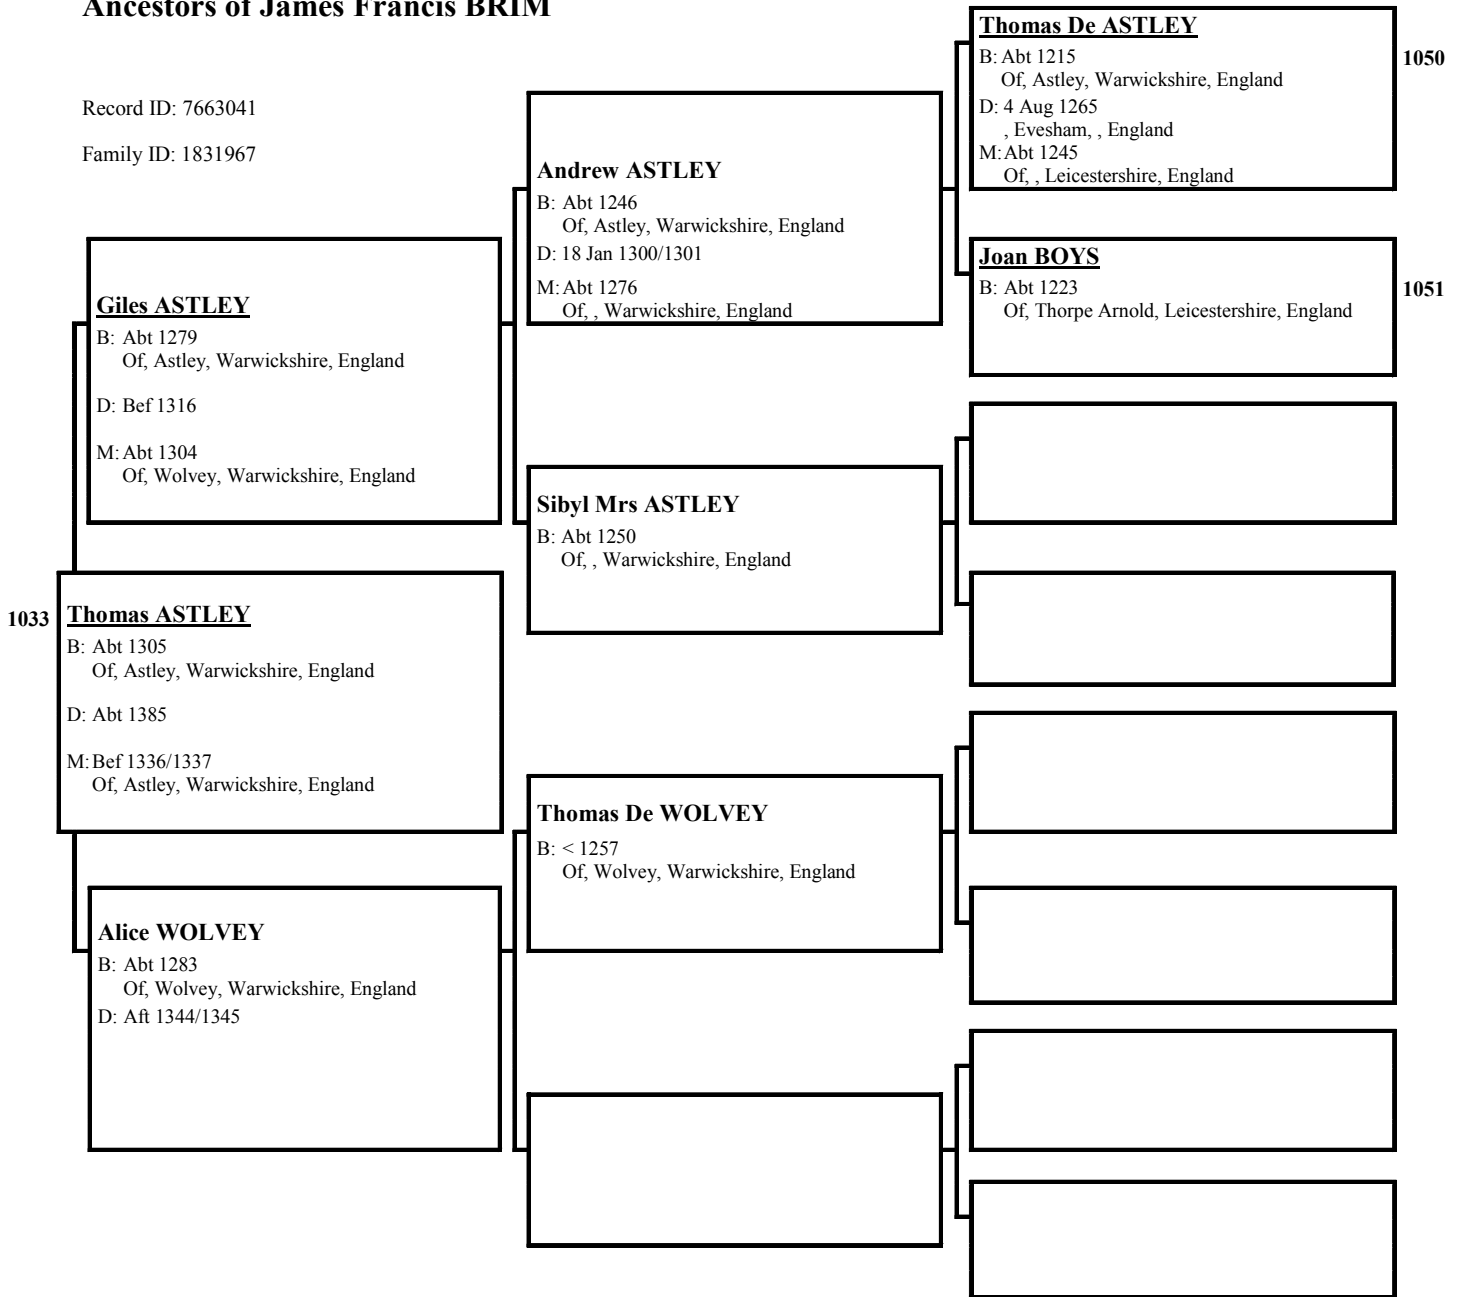 Ancestors of James Francis BRIM
Record ID: 7663041
Family ID: 1831967
Thomas De ASTLEY
B: Abt 1215
Of, Astley, Warwickshire, England
D: 4 Aug 1265
, Evesham, , England
M: Abt 1245
Of, , Leicestershire, England
1050
Andrew ASTLEY
B: Abt 1246
Of, Astley, Warwickshire, England
D: 18 Jan 1300/1301
M: Abt 1276
Of, , Warwickshire, England
Joan BOYS
B: Abt 1223
Of, Thorpe Arnold, Leicestershire, England
1051
Giles ASTLEY
B: Abt 1279
Of, Astley, Warwickshire, England
D: Bef 1316
M: Abt 1304
Of, Wolvey, Warwickshire, England
Sibyl Mrs ASTLEY
B: Abt 1250
Of, , Warwickshire, England
1033
Thomas ASTLEY
B: Abt 1305
Of, Astley, Warwickshire, England
D: Abt 1385
M: Bef 1336/1337
Of, Astley, Warwickshire, England
Thomas De WOLVEY
B: < 1257
Of, Wolvey, Warwickshire, England
Alice WOLVEY
B: Abt 1283
Of, Wolvey, Warwickshire, England
D: Aft 1344/1345